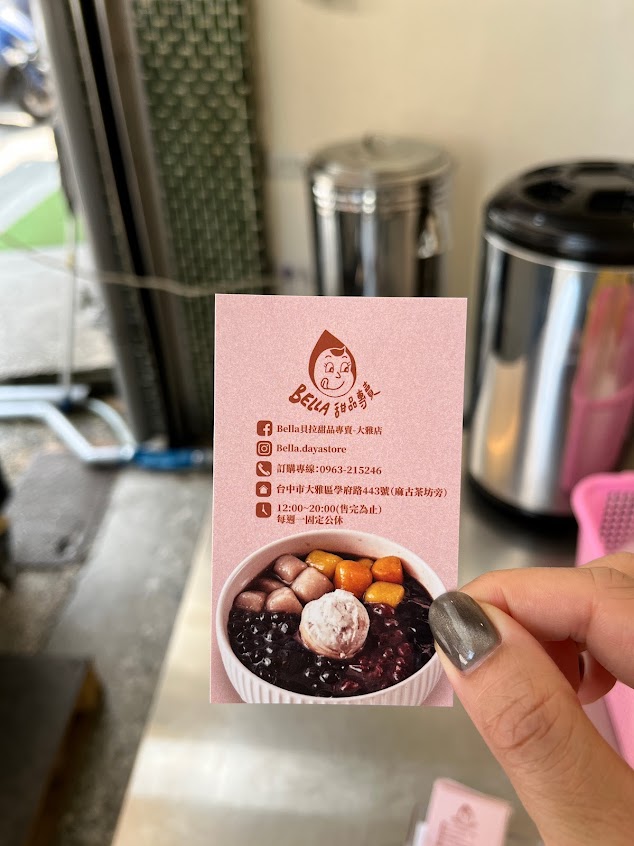 BELLA 甜品專賣
Bella貝拉甜品專賣-大雅店
Bella.dayastore
訂購專線:0963-215246
台中市大雅區學府路443號(麻古茶坊旁)
12:00~20:00(售完為止)
每週一固定公休